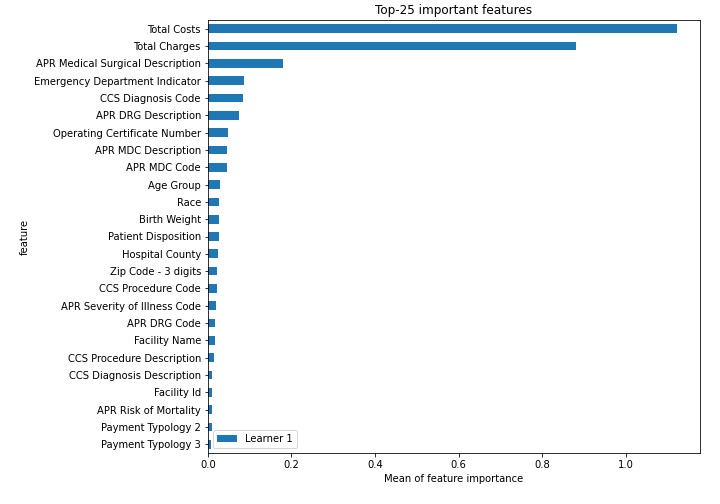 Top-25 important features
Total Costs
Total Charges
APR Medical Surgical Description
Emergency Department Indicator
CCS Diagnosis Code
APR DRG Description
Operating Certificate Number
APR MDC Description
APR MDC Code
Age Group
Race
Birth Weight
Patient Disposition
Hospital County
Zip Code - 3 digits
CCS Procedure Code
APR Severity of Illness Code
APR DRG Code
Facility Name
CCS Procedure Description
CCS Diagnosis Description
Facility Id
APR Risk of Mortality
Payment Typology 2
Payment Typology 3
feature
Learner 1
0.0 0.2 0.4 0.6 0.8 1.0
Mean of feature importance